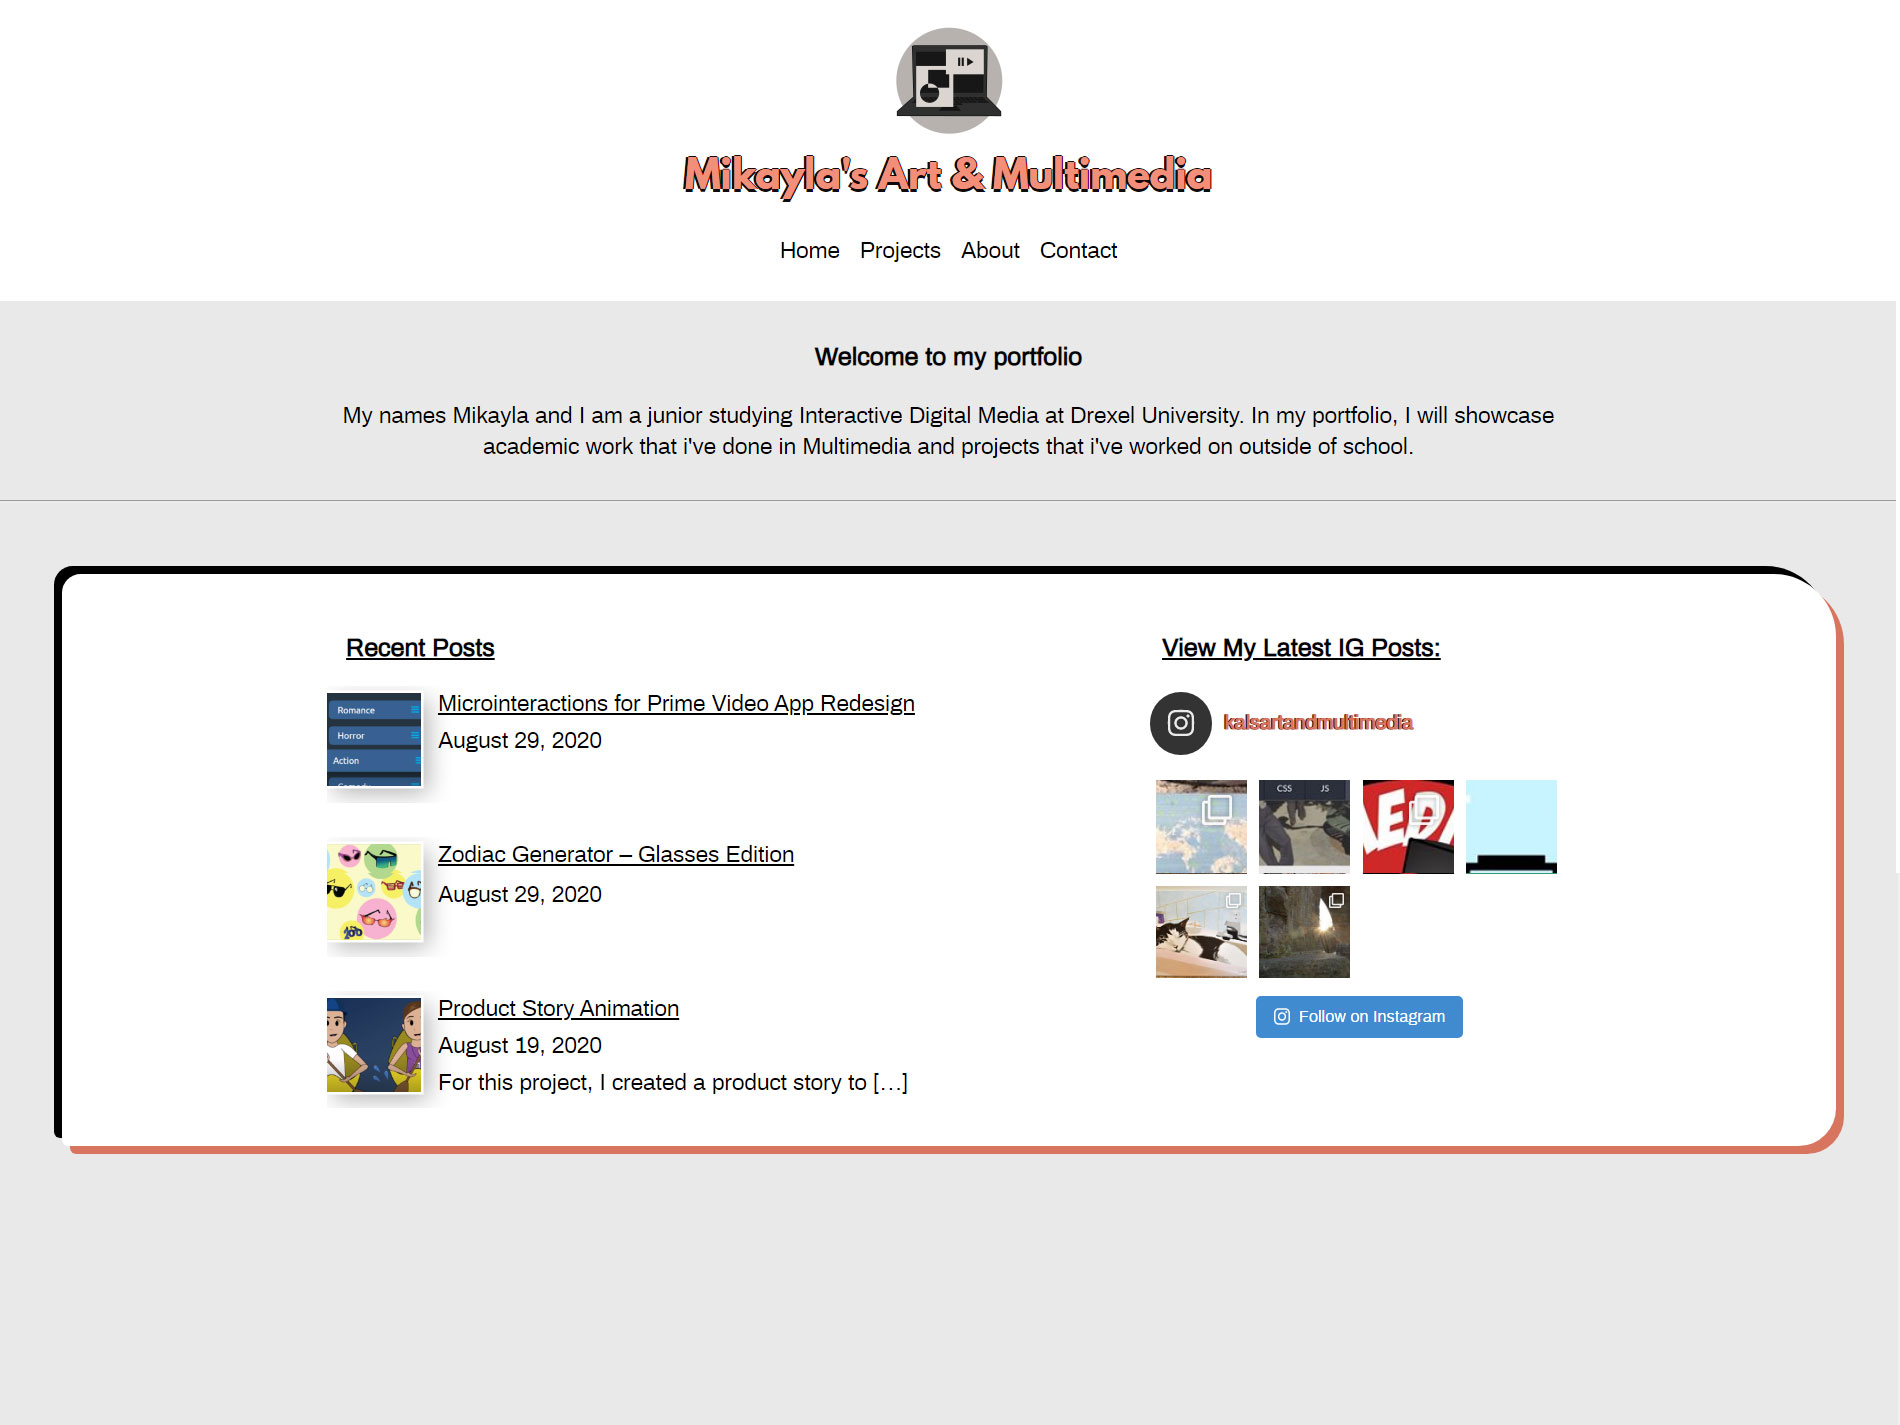 Mikayla's Art & Multimedia
Home Projects About Contact
Welcome to my portfolio
My names Mikayla and I am a junior studying Interactive Digital Media at Drexel University. In my portfolio, I will showcase
academic work that i've done in Multimedia and projects that i've worked on outside of school.
Recent Posts
Romance
Horror
Action
Microinteractions for Prime Video App Redesign
August 29, 2020
Zodiac Generator – Glasses Edition
August 29, 2020
Product Story Animation
August 19, 2020
For this project, I created a product story to […]
View My Latest IG Posts:
kalsartandmultimedia
CSS JS
Follow on Instagram